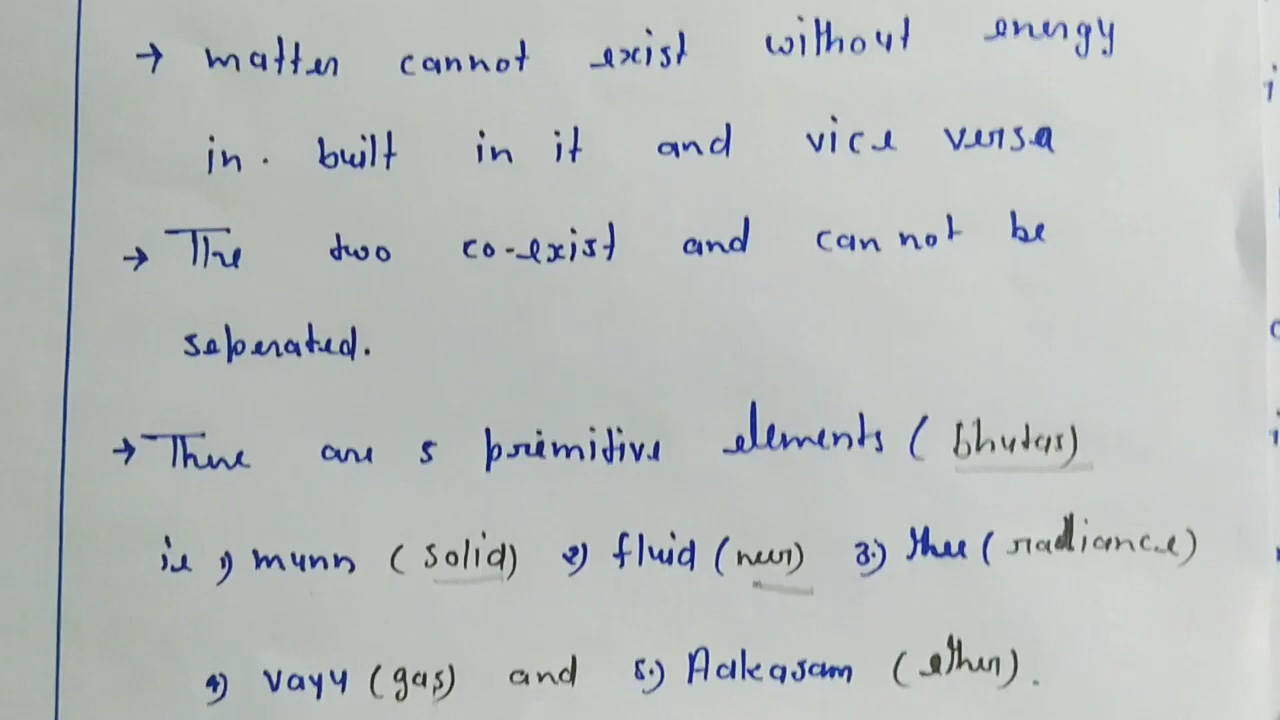 → matter cannot exist without energy
in. built in it and vice versa
→ The two co-exist and can not be
seperated.
→ There are 5 primitive elements (bhutas)
ie 1) munn (solid) 2) fluid (neer) 3.) thee (radiance)
4) vayu (gas) and 5.) Aakasam (ether).